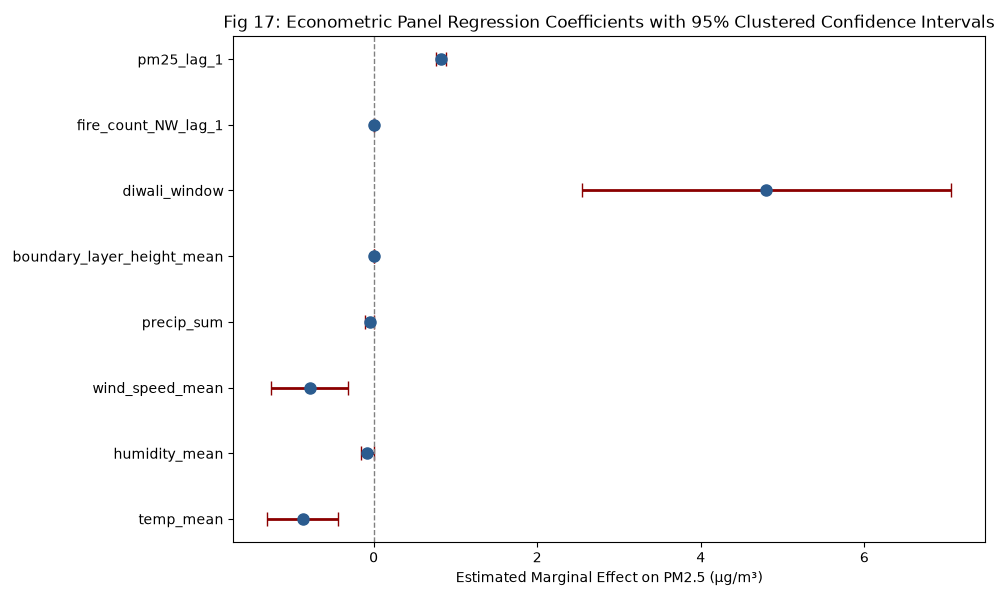 Fig 17: Econometric Panel Regression Coefficients with 95% Clustered Confidence Intervals
pm25_lag_1
fire_count_NW_lag_1
diwali_window
boundary_layer_height_mean
precip_sum
wind_speed_mean
humidity_mean
temp_mean
0 2 4 6
Estimated Marginal Effect on PM2.5 (µg/m³)